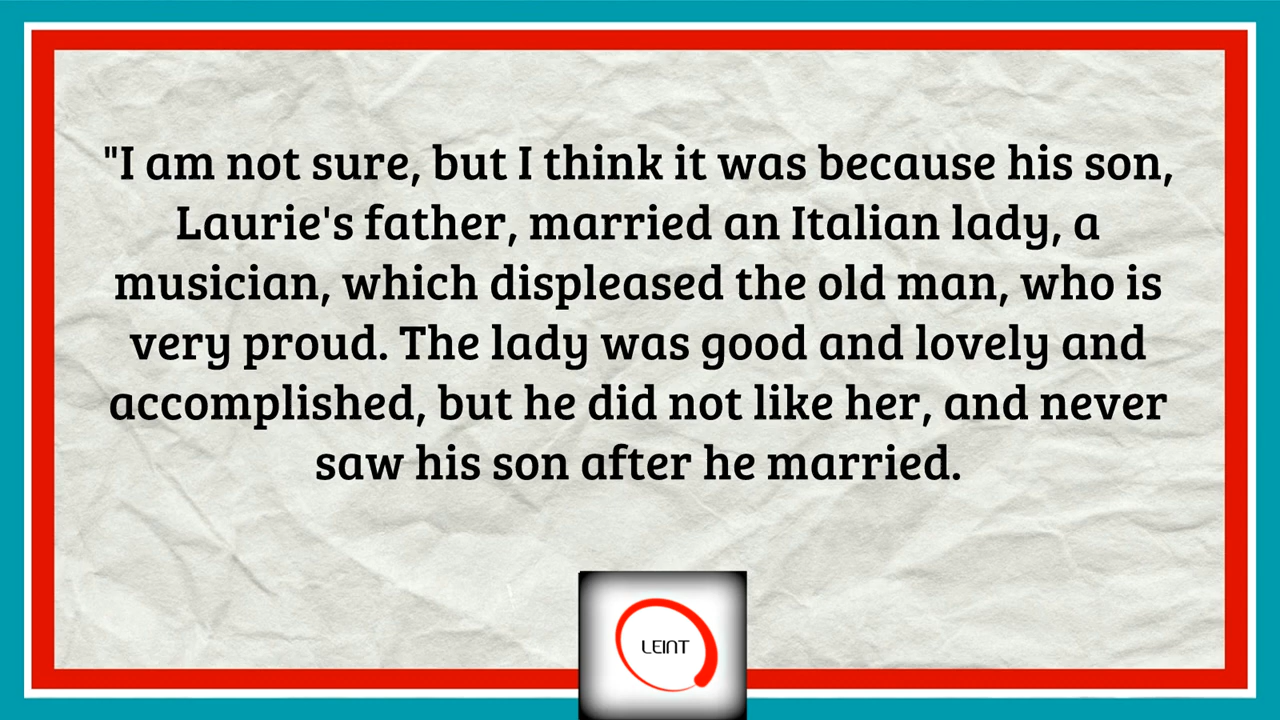 "I am not sure, but I think it was because his son,
Laurie's father, married an Italian lady, a
musician, which displeased the old man, who is
very proud. The lady was good and lovely and
accomplished, but he did not like her, and never
saw his son after he married.
LEINT